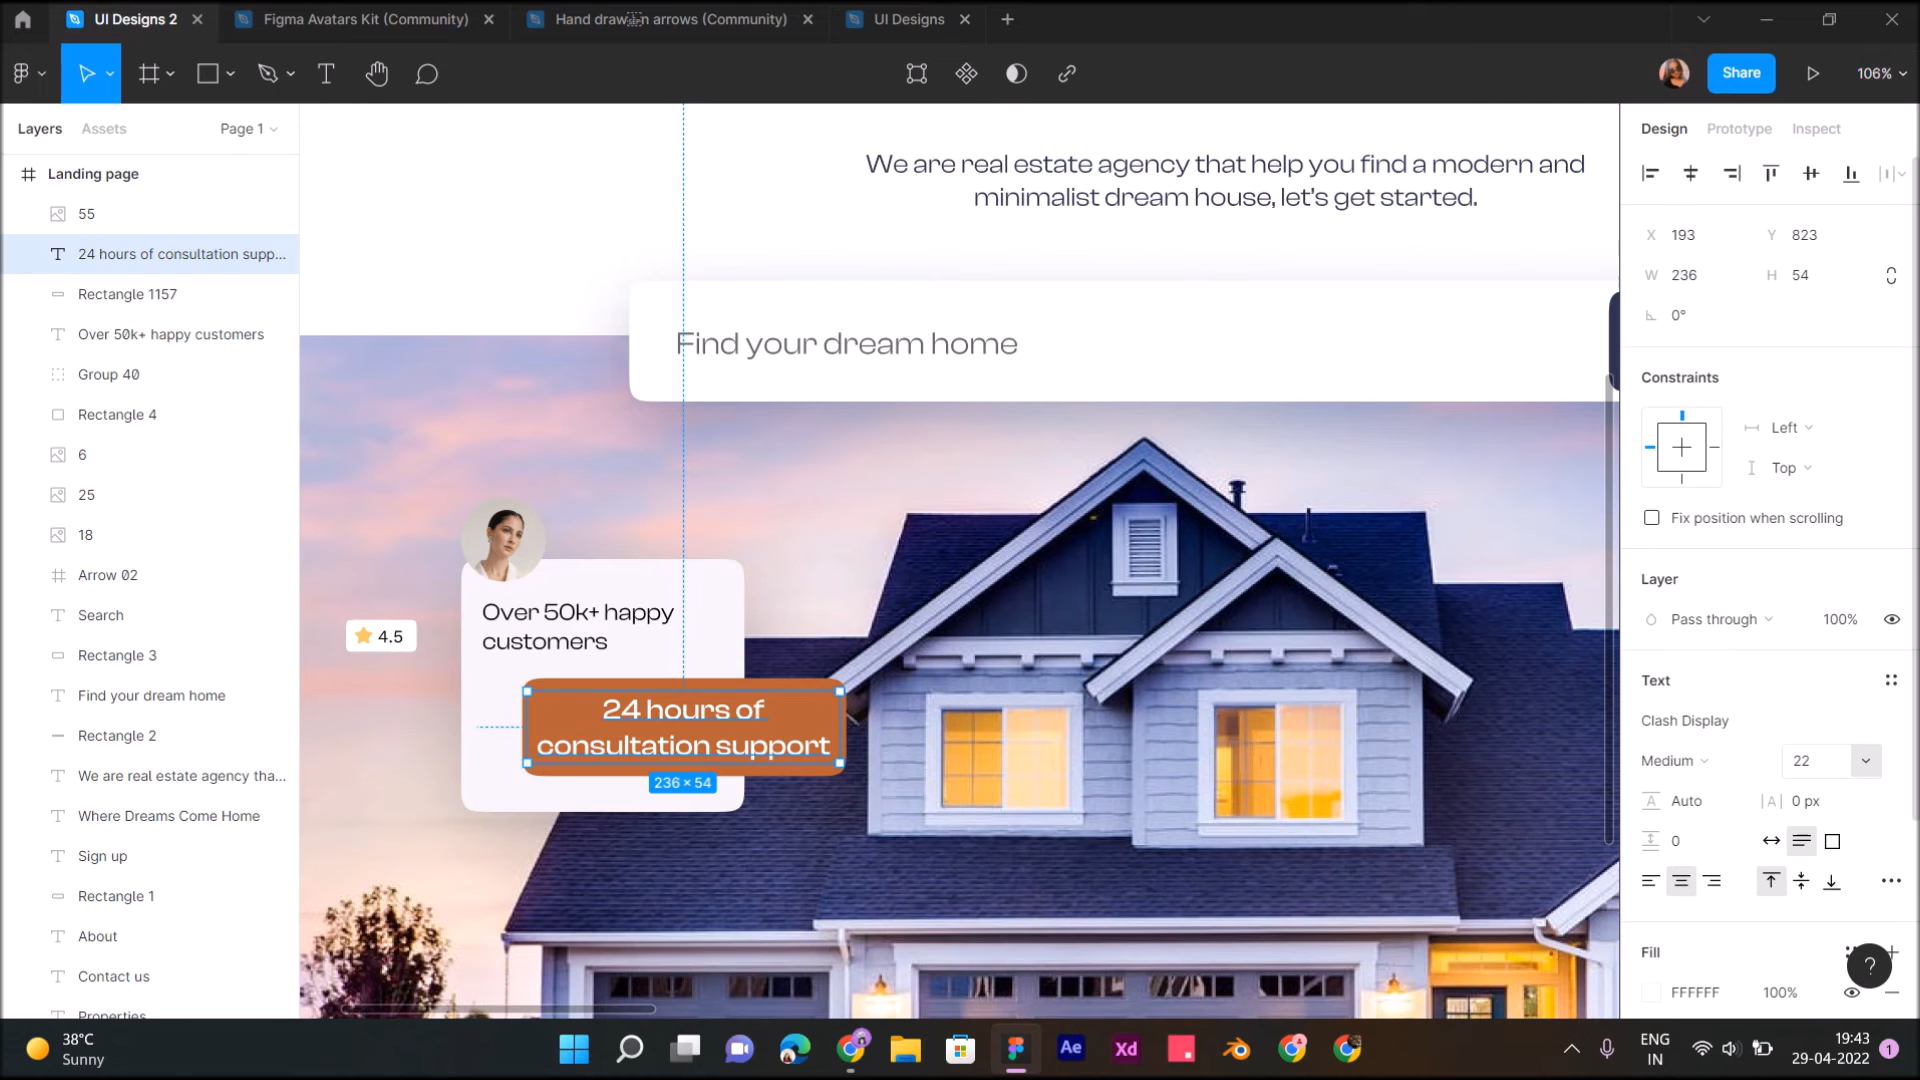 UI Designs 2
Figma Avatars Kit (Community)
Hand drawn arrows (Community)
UI Designs
Share
106%
Layers
Assets
Page 1
Landing page
55
24 hours of consultation supp...
Rectangle 1157
Over 50k+ happy customers
Group 40
Rectangle 4
6
25
18
Arrow 02
Search
Rectangle 3
Find your dream home
Rectangle 2
We are real estate agency tha...
Where Dreams Come Home
Sign up
Rectangle 1
About
Contact us
Properties
We are real estate agency that help you find a modern and
minimalist dream house, let's get started.
Find your dream home
Over 50k+ happy
customers
4.5
24 hours of
consultation support
236 × 54
Design
Prototype
Inspect
X 193
Y 823
W 236
H 54
0°
Constraints
Left
Top
Fix position when scrolling
Layer
Pass through
100%
Text
Clash Display
Medium
22
A Auto
|A| 0 px
0
Fill
?
FFFFFF
100%
38°C
Sunny
Ae
Xd
ENG
IN
19:43
29-04-2022
1